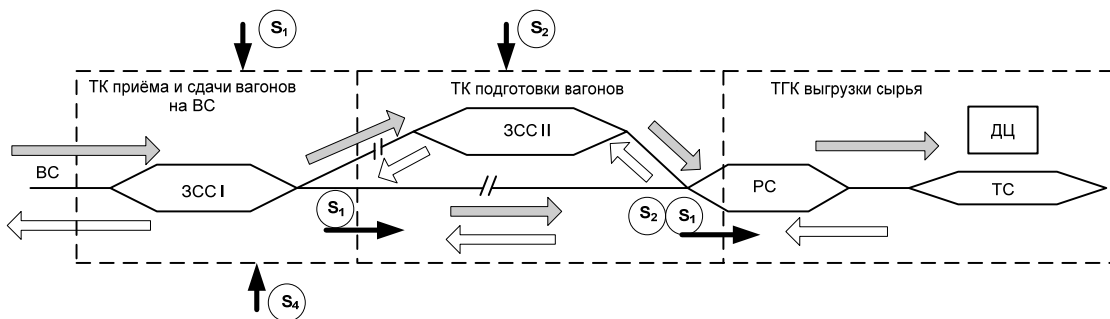 S₁
S₂
ТК приёма и сдачи вагонов
на ВС
ТК подготовки вагонов
ТГК выгрузки сырья
ВС
ЗСС I
ЗСС II
ДЦ
РС
ТС
S₁
S₂
S₁
S₄